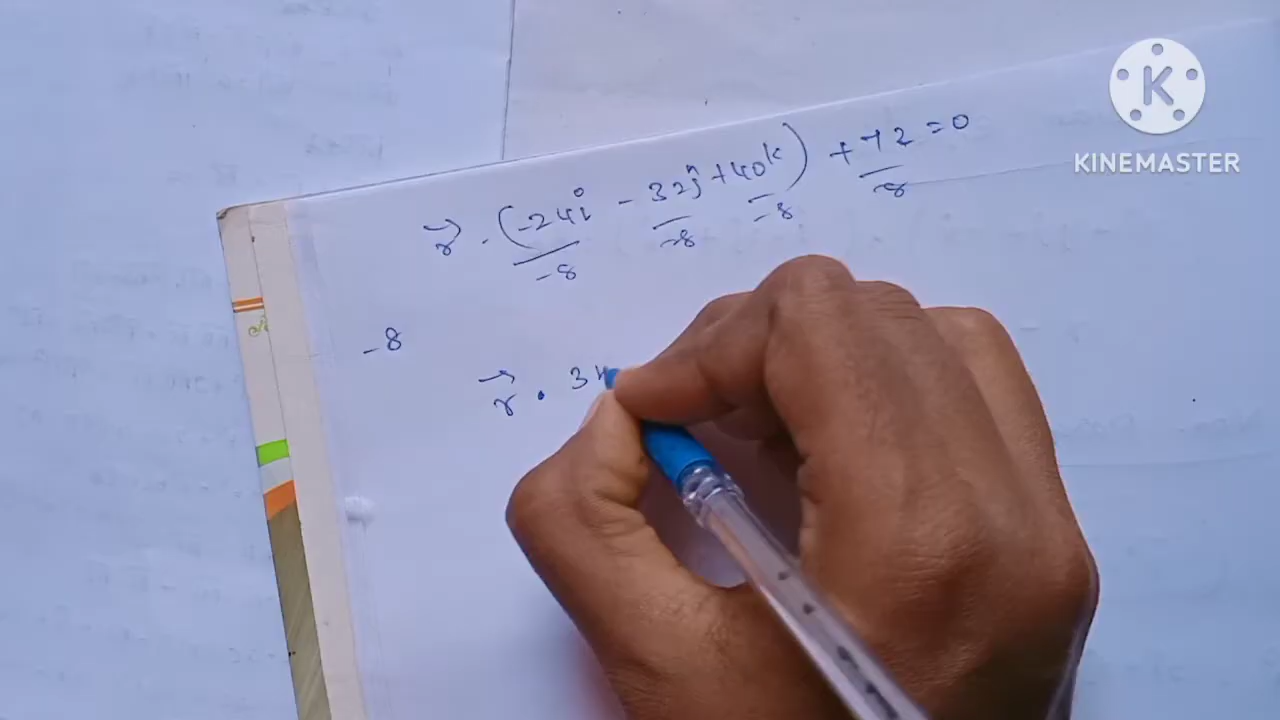 KINEMASTER
r⃗ . (-24i - 32j + 40k) + 72 = 0
-8 -8 -8 -8
-8
r⃗ . 3